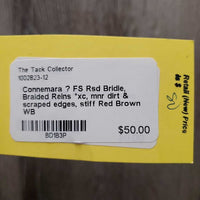 The Tack Collector
1002823-12
Connemara ? FS Rsd Bridle,
Braided Reins *xc, mnr dirt &
scraped edges, stiff Red Brown
WB
$50.00
BD1B3P
Retail (New) Price